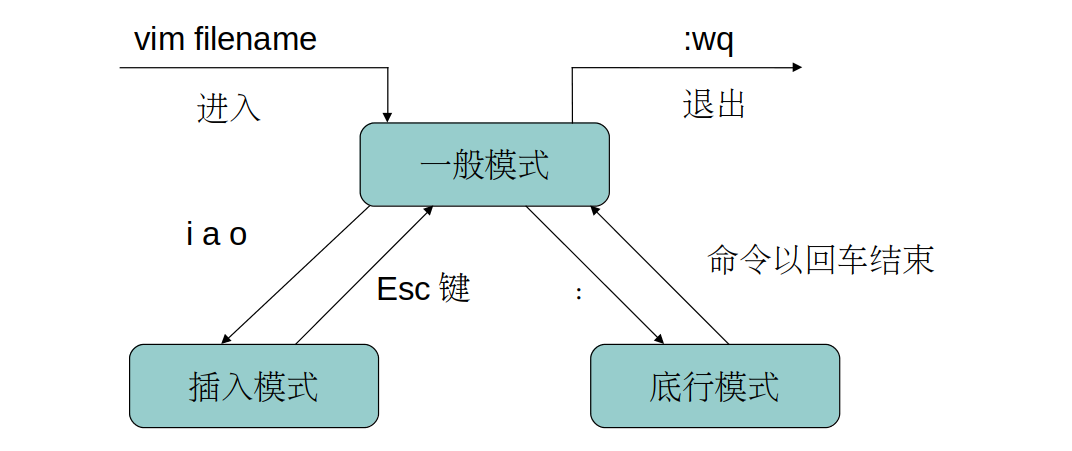 vim filename
:wq
进入
退出
一般模式
i a o
命令以回车结束
Esc 键
:
插入模式
底行模式